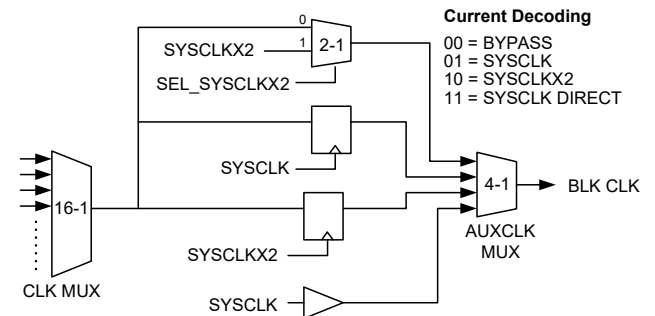 Current Decoding
00 = BYPASS
01 = SYSCLK
10 = SYSCLKX2
11 = SYSCLK DIRECT
0
1
2-1
SYSCLKX2
SEL_SYSCLKX2
SYSCLK
16-1
4-1
BLK CLK
AUXCLK
MUX
SYSCLKX2
CLK MUX
SYSCLK